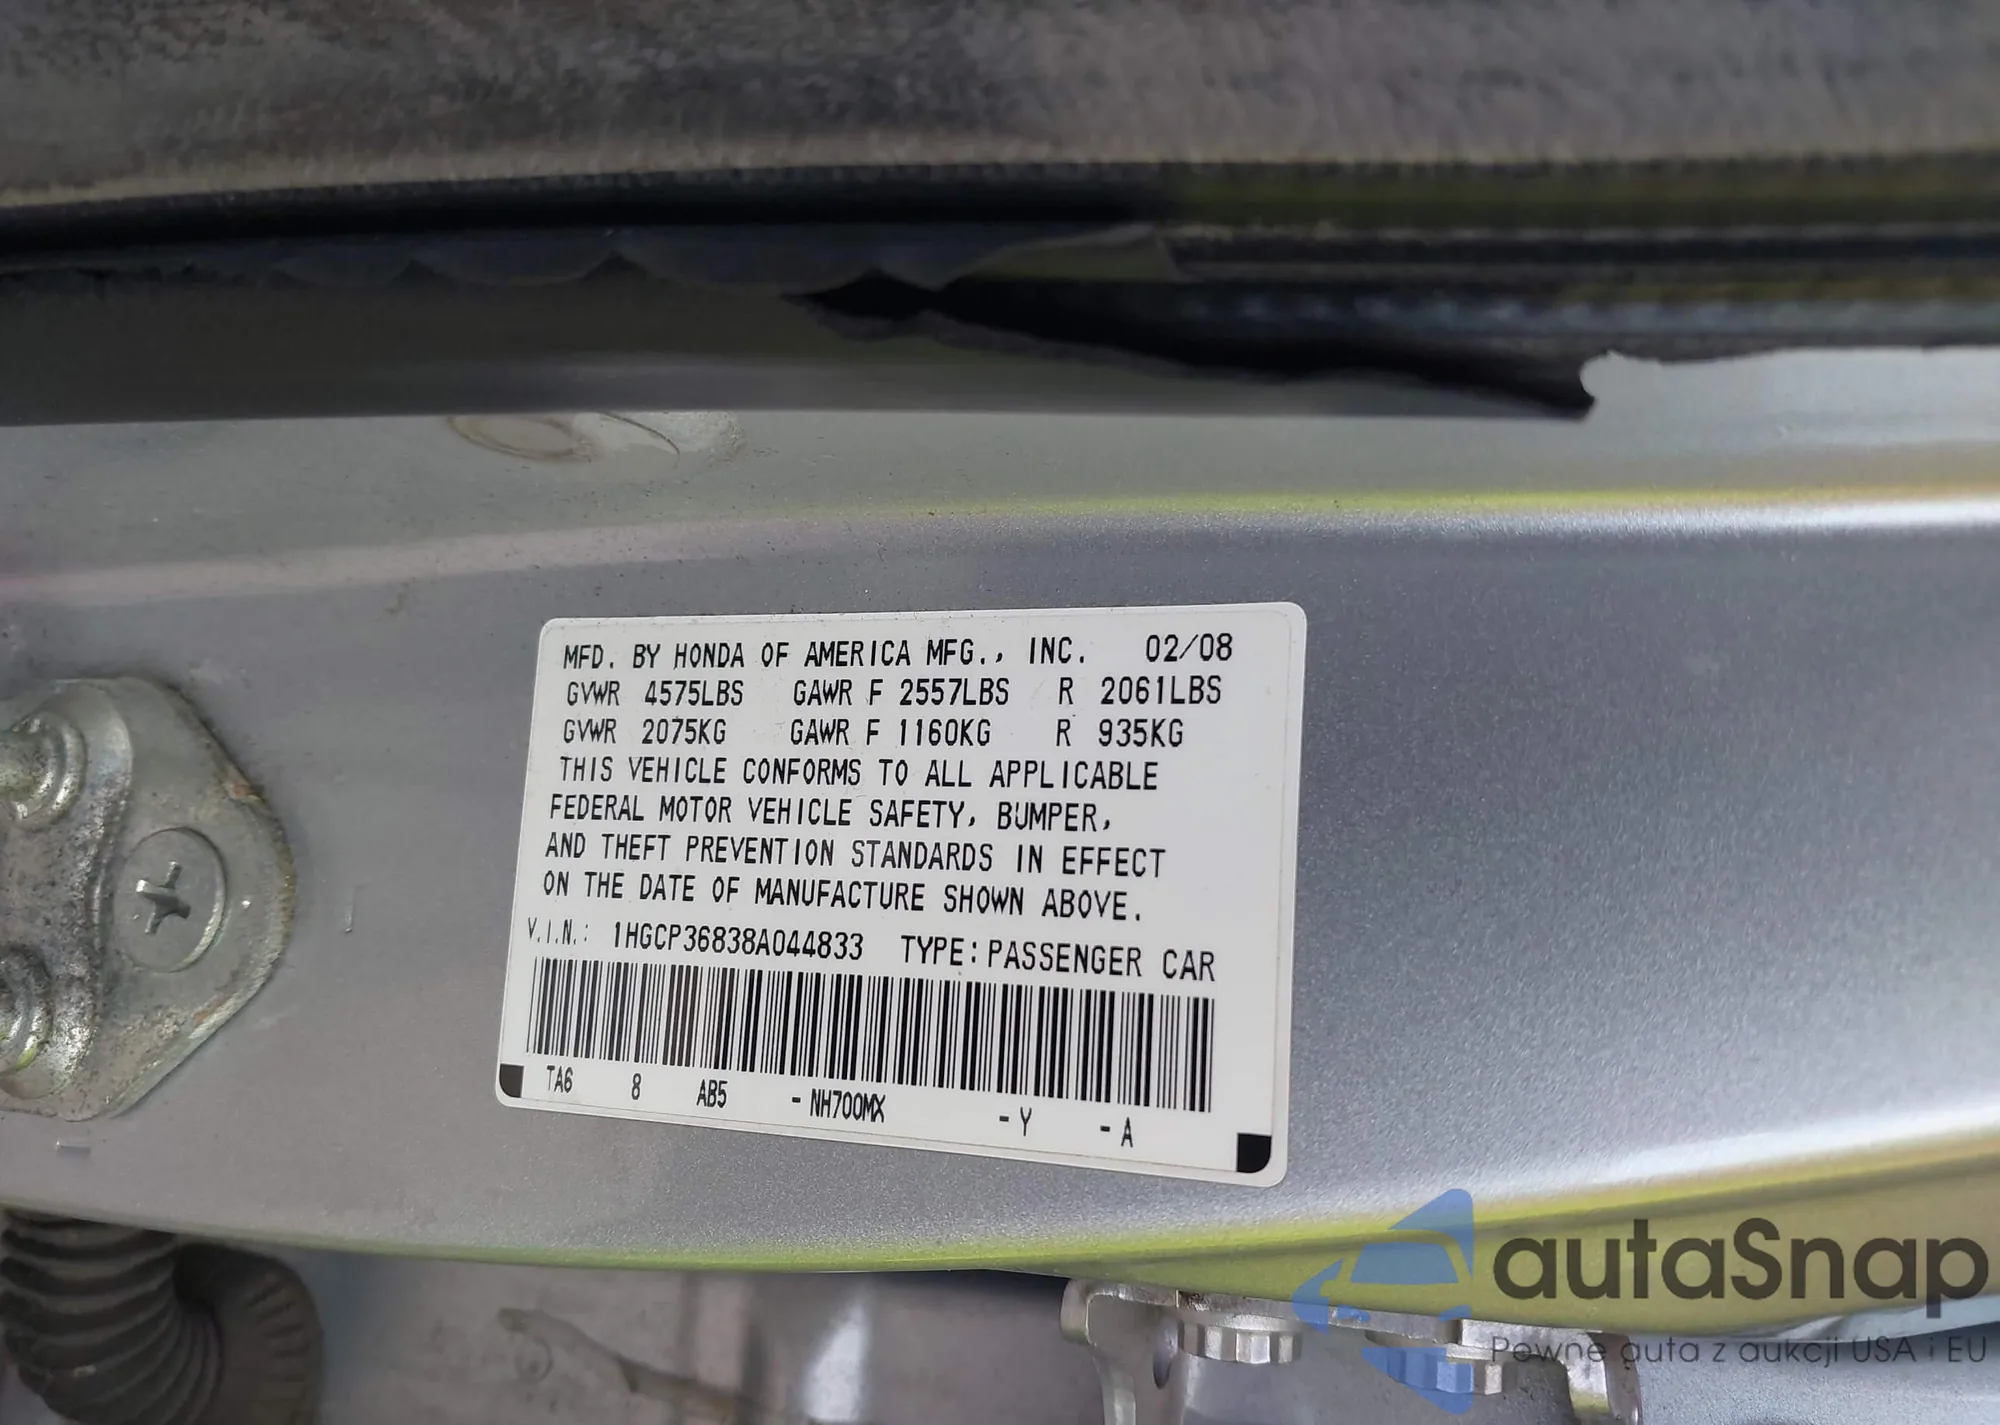 MFD. BY HONDA OF AMERICA MFG., INC. 02/08
GVWR 4575LBS GAWR F 2557LBS R 2061LBS
GVWR 2075KG GAWR F 1160KG R 935KG
THIS VEHICLE CONFORMS TO ALL APPLICABLE
FEDERAL MOTOR VEHICLE SAFETY, BUMPER,
AND THEFT PREVENTION STANDARDS IN EFFECT
ON THE DATE OF MANUFACTURE SHOWN ABOVE.
V.I.N.: 1HGCP36838A044833 TYPE: PASSENGER CAR
TA6 8 AB5 - NH700MX - Y - A
autaSnap
Pewne auta z aukcji USA i EU